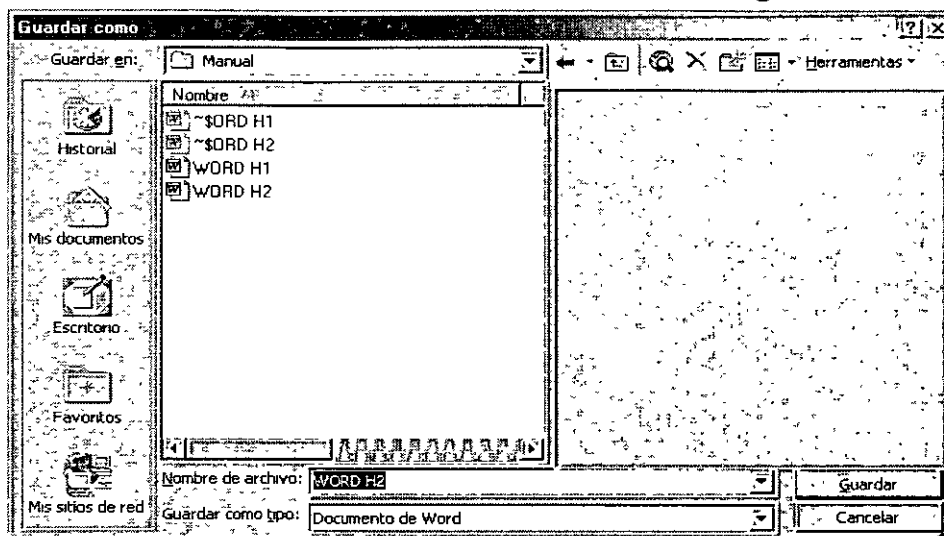 Guardar como
Guardar en:
Manual
Herramientas
Nombre
~$ORD H1
~$ORD H2
WORD H1
WORD H2
Historial
Mis documentos
Escritorio
Favoritos
Mis sitios de red
Nombre de archivo:
WORD H2
Guardar
Guardar como tipo:
Documento de Word
Cancelar